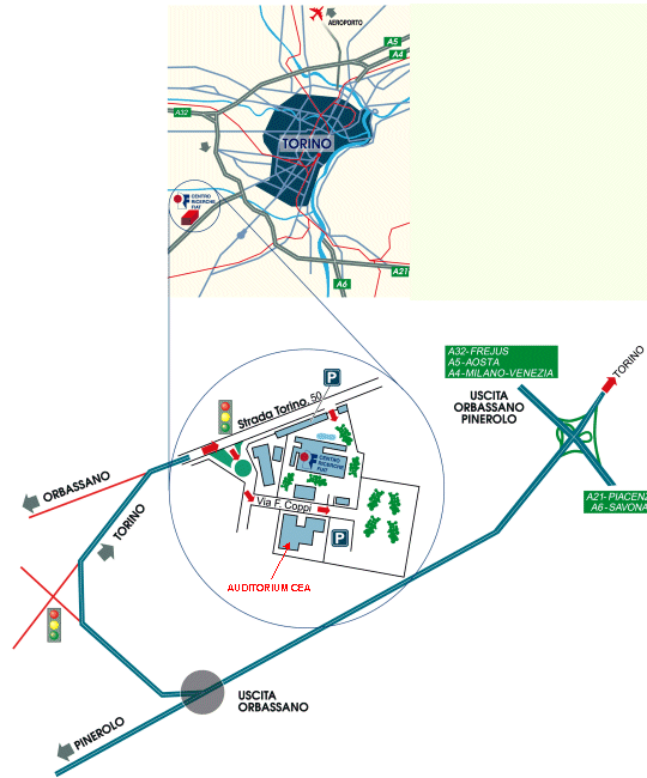 AEROPORTO
A5
A4
A32
TORINO
CENTRO
RICERCHE
FIAT
A6
A21
A32-FREJUS
A5-AOSTA
A4-MILANO-VENEZIA
TORINO
USCITA
ORBASSANO
PINEROLO
P
Strada Torino, 50
CENTRO
RICERCHE
FIAT
ORBASSANO
TORINO
Via F. Coppi
P
A21-PIACENZ
A6-SAVONA
AUDITORIUM CEA
USCITA
ORBASSANO
PINEROLO